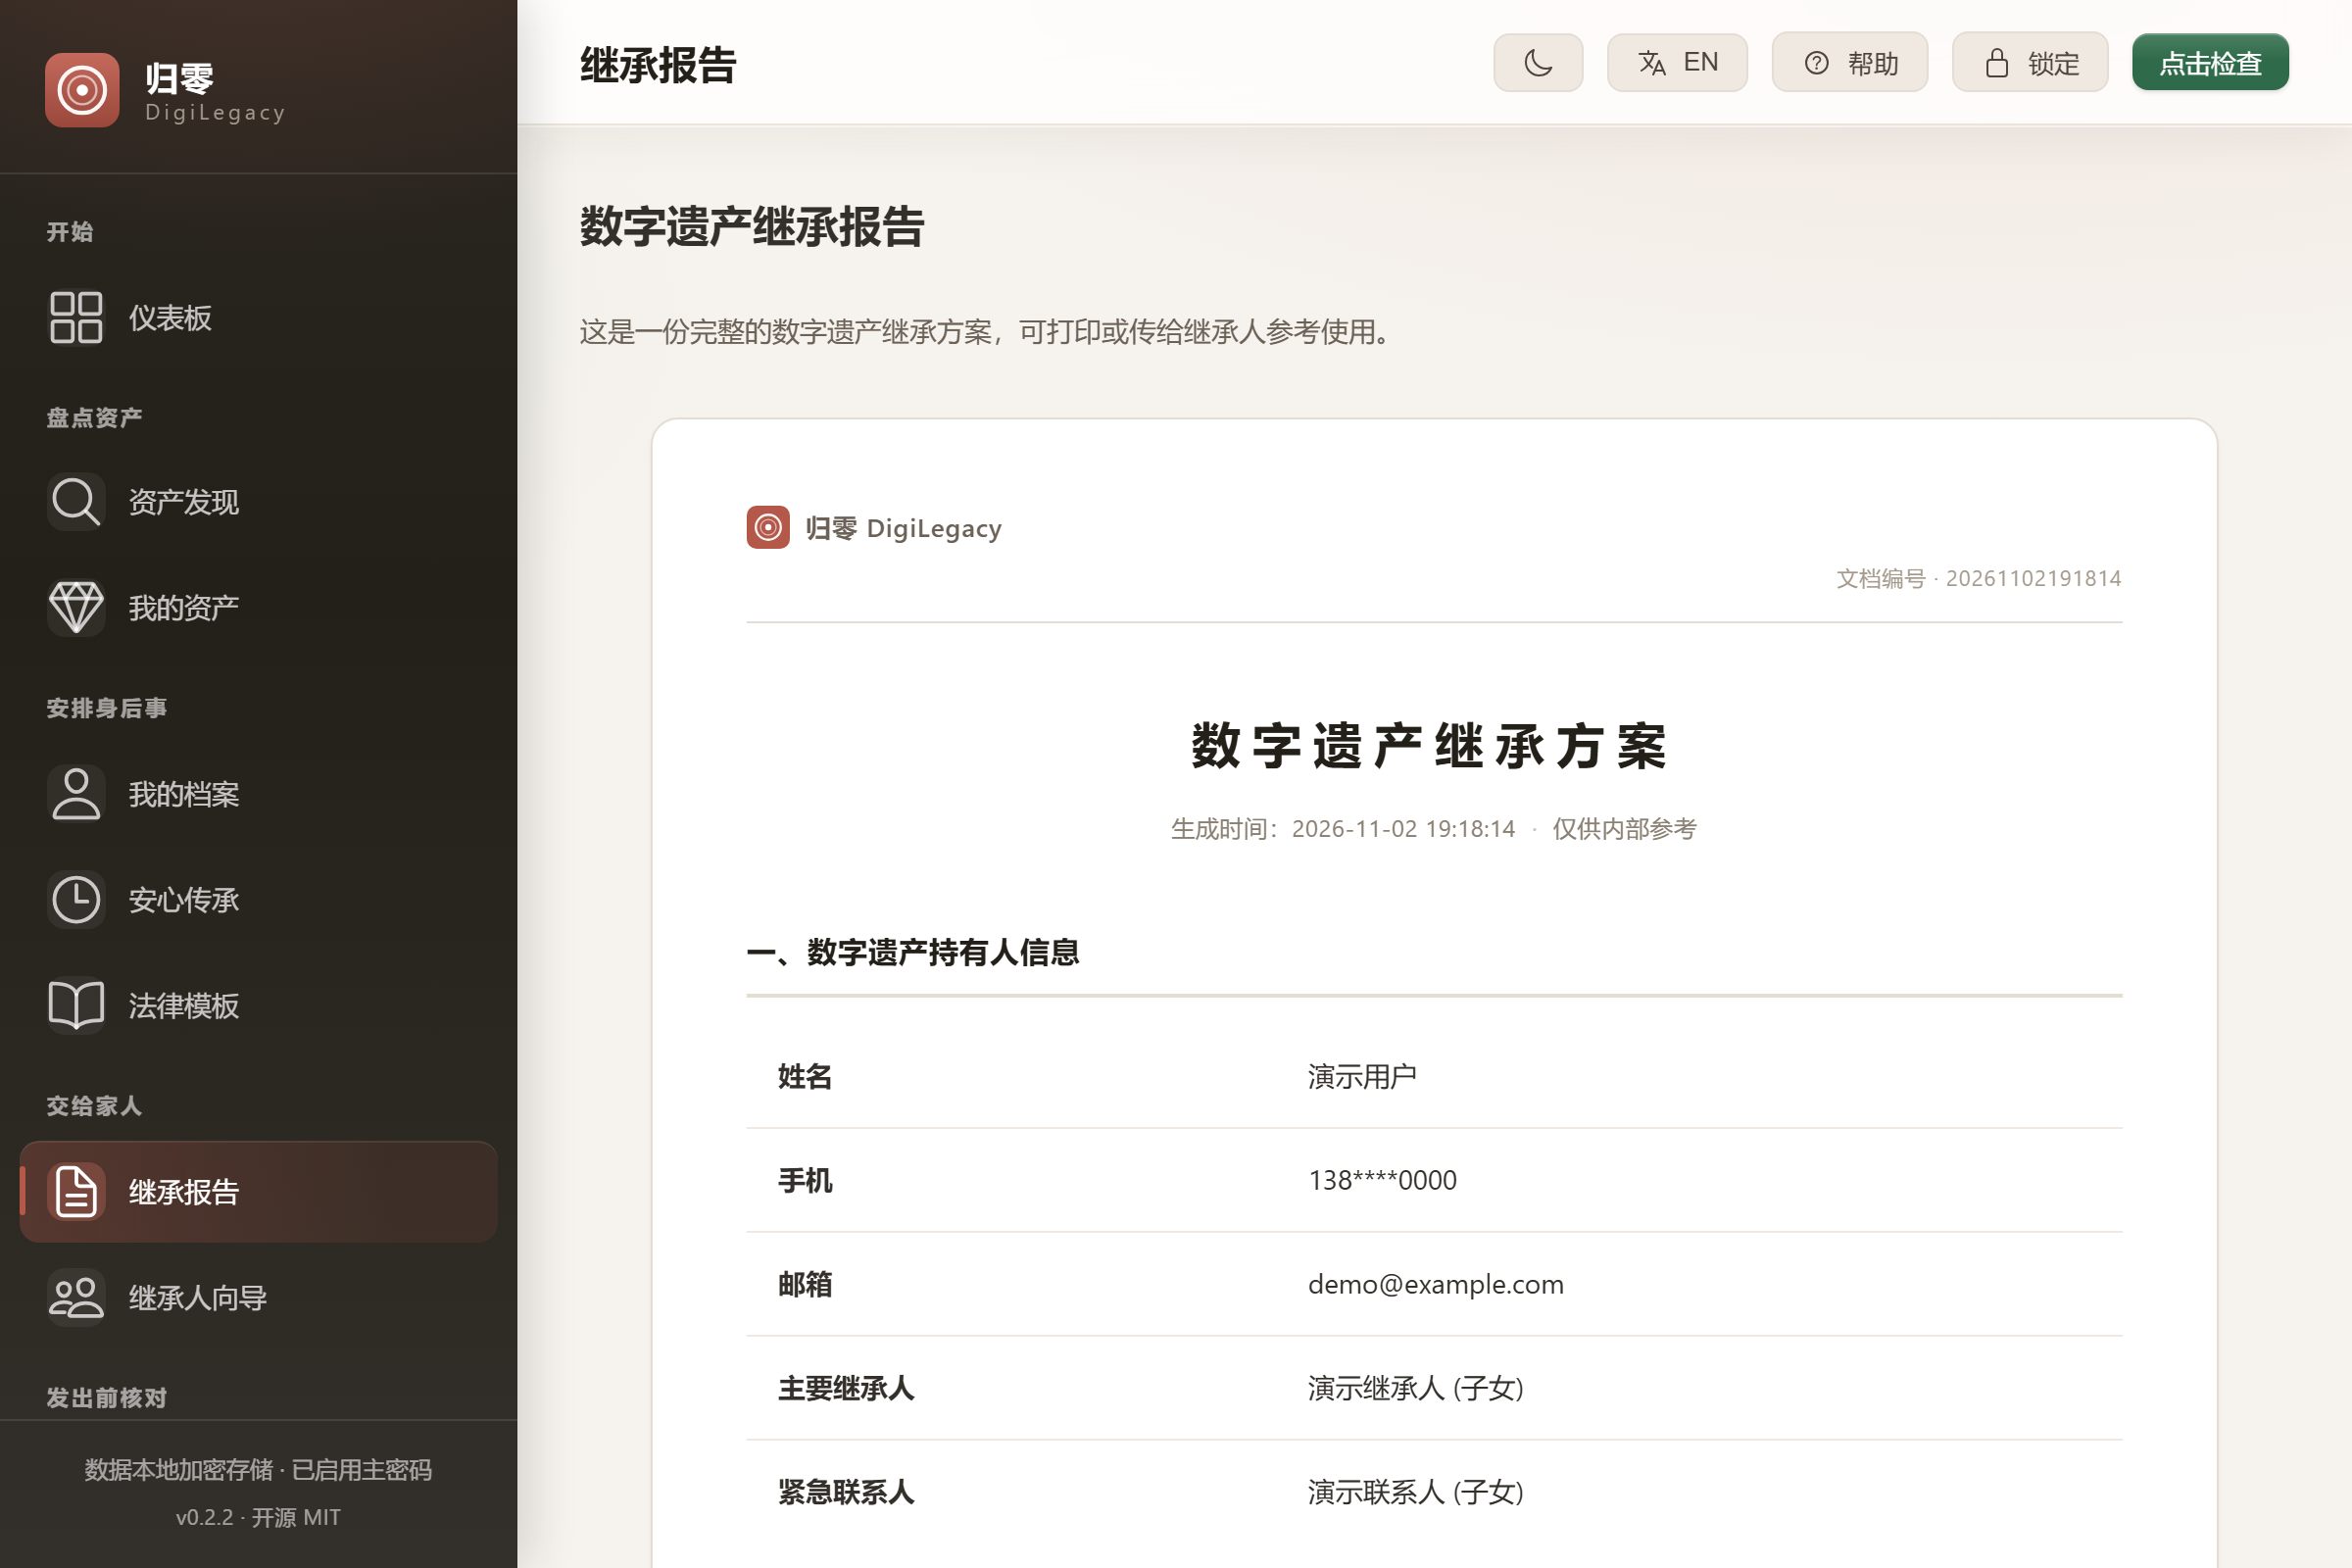 归零
DigiLegacy
开始
仪表板
盘点资产
资产发现
我的资产
安排身后事
我的档案
安心传承
法律模板
交给家人
继承报告
继承人向导
发出前核对
数据本地加密存储 · 已启用主密码
v0.2.2 · 开源 MIT
继承报告
EN
帮助
锁定
点击检查
数字遗产继承报告
这是一份完整的数字遗产继承方案，可打印或传给继承人参考使用。
归零 DigiLegacy
文档编号 · 20261102191814
数字遗产继承方案
生成时间：2026-11-02 19:18:14 · 仅供内部参考
一、数字遗产持有人信息
姓名 演示用户
手机 138****0000
邮箱 demo@example.com
主要继承人 演示继承人 (子女)
紧急联系人 演示联系人 (子女)